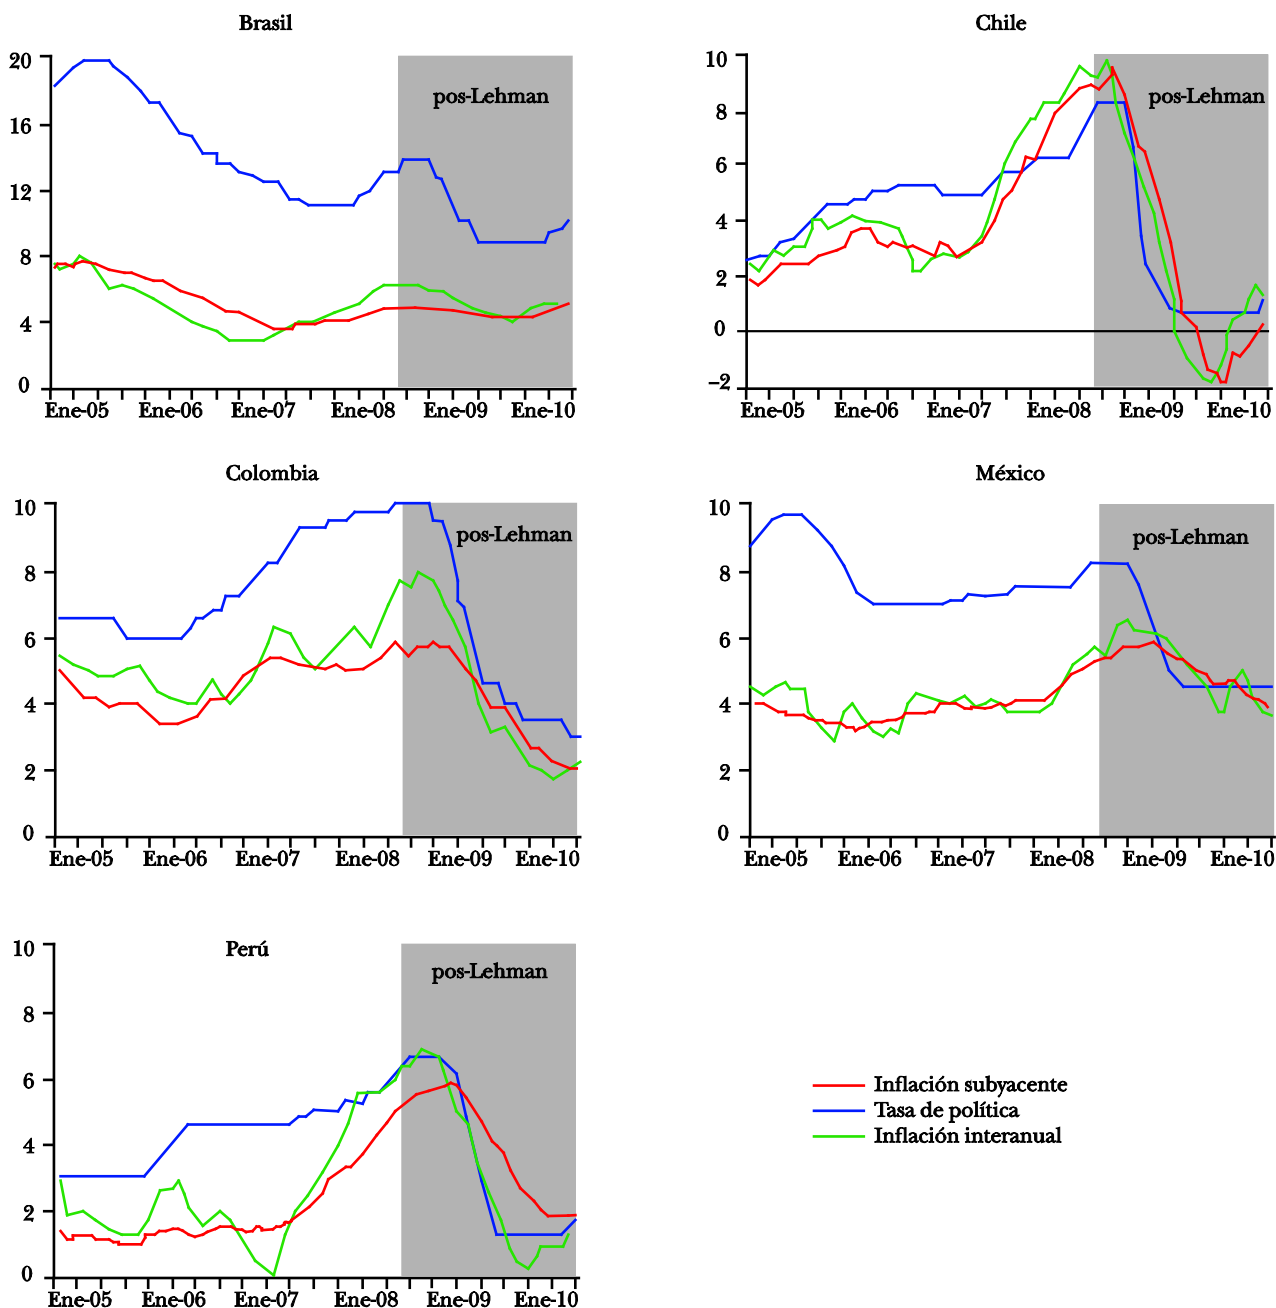 Brasil
20
16
12
8
4
0
pos-Lehman
Ene-05 Ene-06 Ene-07 Ene-08 Ene-09 Ene-10
Chile
10
8
6
4
2
0
−2
pos-Lehman
Ene-05 Ene-06 Ene-07 Ene-08 Ene-09 Ene-10
Colombia
10
8
6
4
2
0
pos-Lehman
Ene-05 Ene-06 Ene-07 Ene-08 Ene-09 Ene-10
México
10
8
6
4
2
0
pos-Lehman
Ene-05 Ene-06 Ene-07 Ene-08 Ene-09 Ene-10
Perú
10
8
6
4
2
0
pos-Lehman
Ene-05 Ene-06 Ene-07 Ene-08 Ene-09 Ene-10
Inflación subyacente
Tasa de política
Inflación interanual